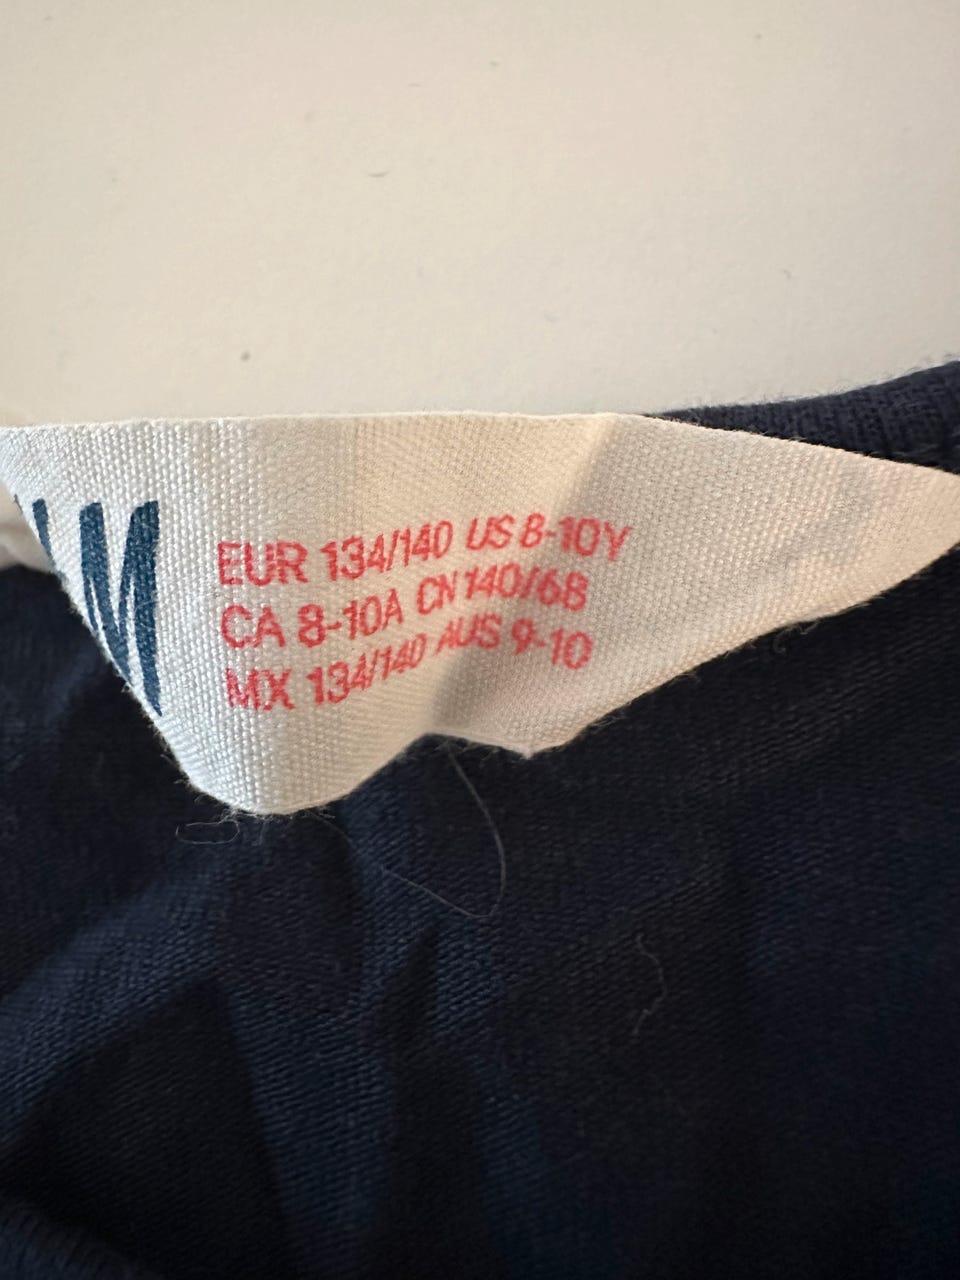 M
EUR 134/140 US 8-10Y
CA 8-10A CN 140/68
MX 134/140 AUS 9-10